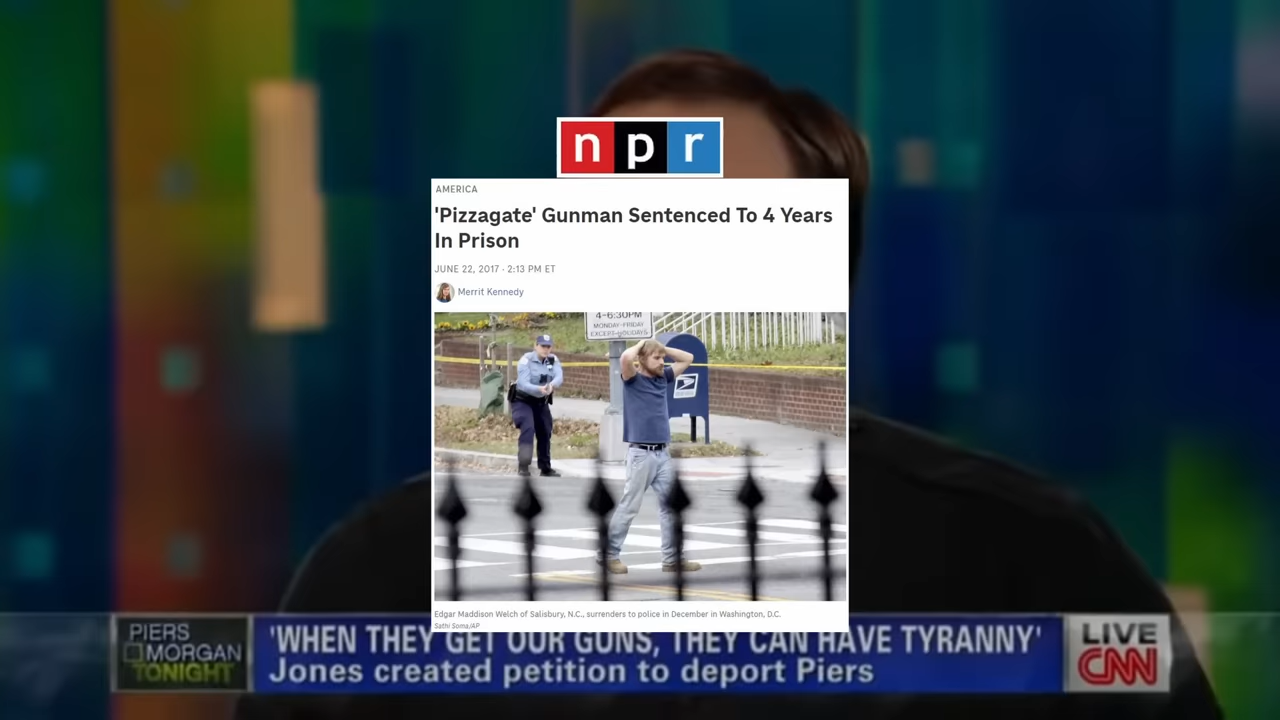 npr
AMERICA
'Pizzagate' Gunman Sentenced To 4 Years
In Prison
JUNE 22, 2017 · 2:13 PM ET
Merrit Kennedy
4-6:30PM
MONDAY-FRIDAY
EXCEPT HOLIDAYS
Edgar Maddison Welch of Salisbury, N.C., surrenders to police in December in Washington, D.C.
Sathi Soma/AP
PIERS
MORGAN
TONIGHT
'WHEN THEY GET OUR GUNS, THEY CAN HAVE TYRANNY'
Jones created petition to deport Piers
LIVE
CNN